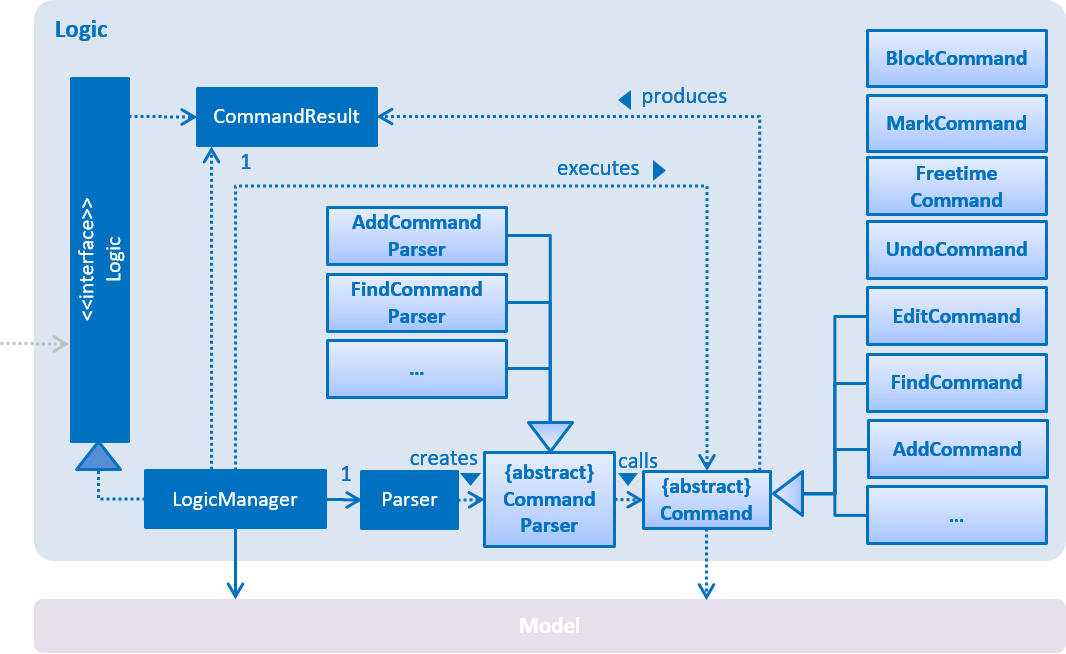 Logic
BlockCommand
produces
CommandResult
MarkCommand
1
executes
Freetime
Command
<<interface>>
Logic
AddCommand
Parser
UndoCommand
FindCommand
Parser
EditCommand
...
FindCommand
creates
calls
AddCommand
LogicManager
1
Parser
{abstract}
Command
Parser
{abstract}
Command
...
Model